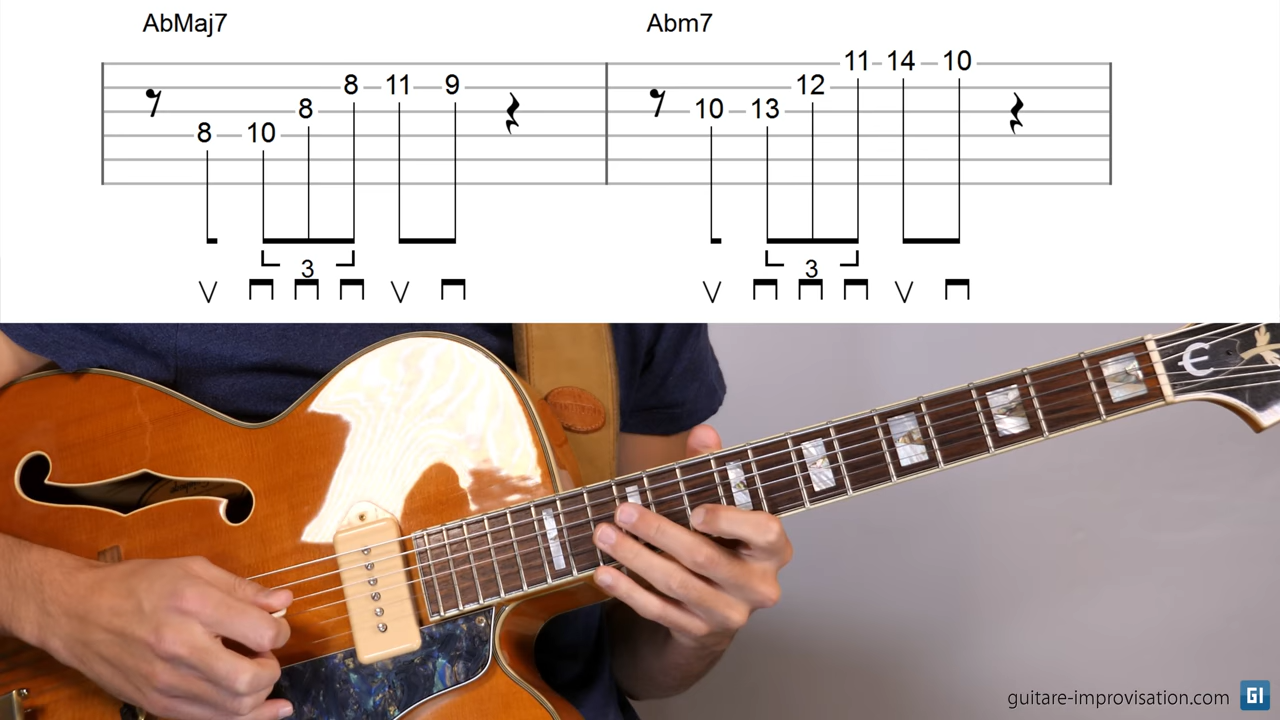 AbMaj7 Abm7
11 14 10
8 11 9 12
8 10 13
8 10
3 3
guitare-improvisation.com GI